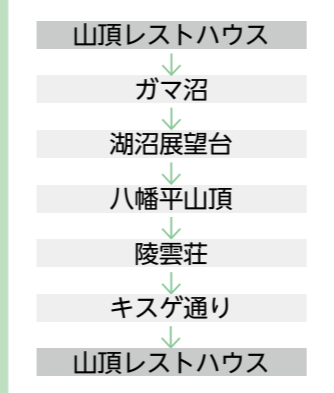 山頂レストハウス
ガマ沼
湖沼展望台
八幡平山頂
陵雲荘
キスゲ通り
山頂レストハウス